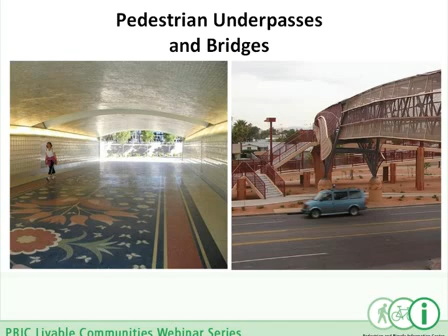 Pedestrian Underpasses
and Bridges
PBIC Livable Communities Webinar Series